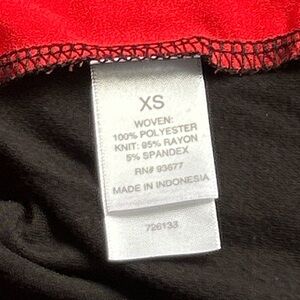 XS
WOVEN:
100% POLYESTER
KNIT: 95% RAYON
5% SPANDEX
RN# 93677
MADE IN INDONESIA
726133